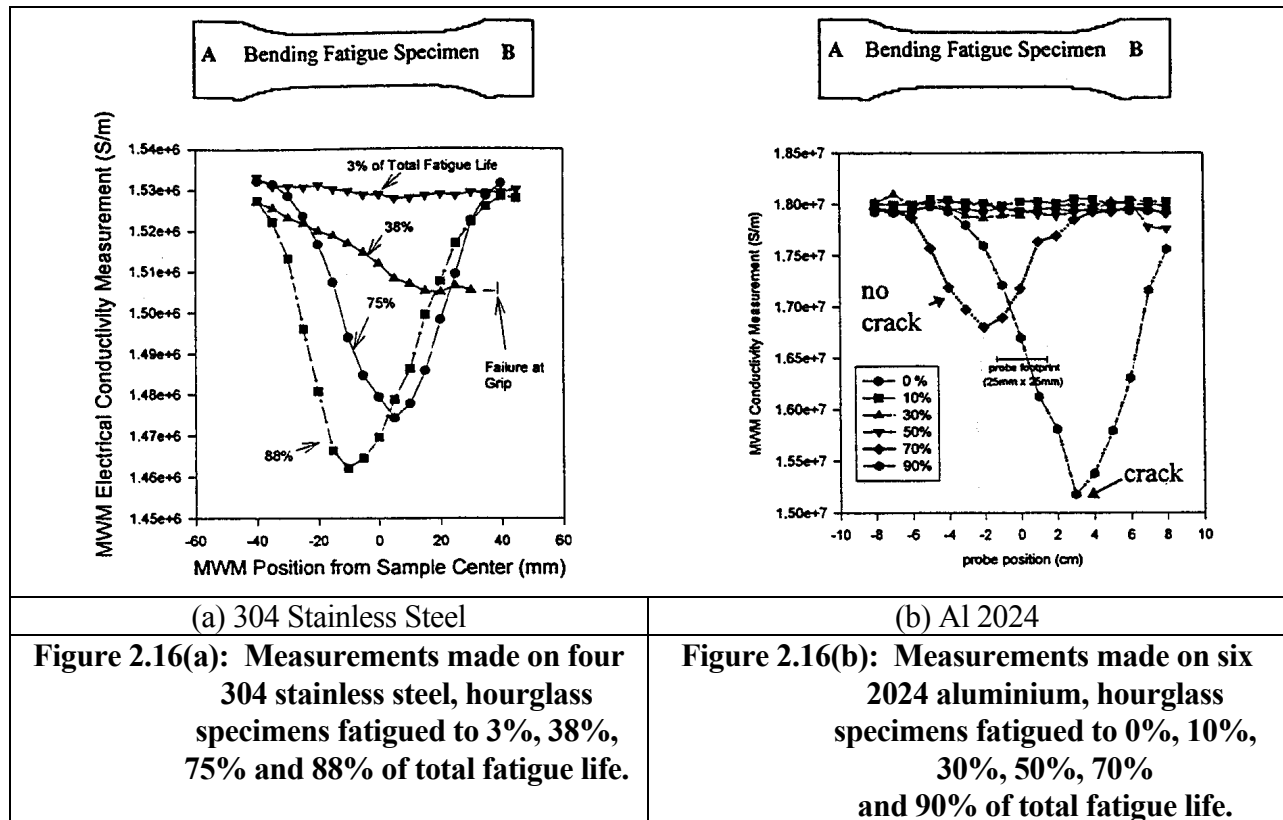 A Bending Fatigue Specimen B
MWM Electrical Conductivity Measurement (S/m)
1.54e+6
1.53e+6
1.52e+6
1.51e+6
1.50e+6
1.49e+6
1.48e+6
1.47e+6
1.46e+6
1.45e+6
3% of Total Fatigue Life
38%
75%
88%
Failure at
Grip
-60 -40 -20 0 20 40 60
MWM Position from Sample Center (mm)
A Bending Fatigue Specimen B
MWM Conductivity Measurement (S/m)
1.85e+7
1.80e+7
1.75e+7
1.70e+7
1.65e+7
1.60e+7
1.55e+7
1.50e+7
no
crack
probe footprint
(25mm x 25mm)
0 %
10%
30%
50%
70%
90%
crack
-10 -8 -6 -4 -2 0 2 4 6 8 10
probe position (cm)
(a) 304 Stainless Steel
(b) Al 2024
Figure 2.16(a): Measurements made on four
304 stainless steel, hourglass
specimens fatigued to 3%, 38%,
75% and 88% of total fatigue life.
Figure 2.16(b): Measurements made on six
2024 aluminium, hourglass
specimens fatigued to 0%, 10%,
30%, 50%, 70%
and 90% of total fatigue life.